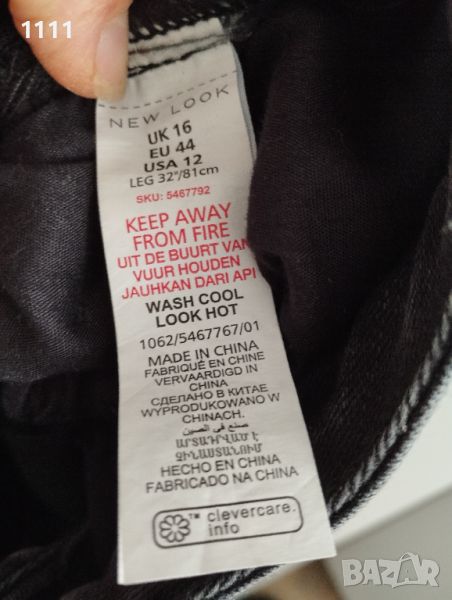 1111
NEW LOOK
UK 16
EU 44
USA 12
LEG 32"/81cm
SKU: 5467792
KEEP AWAY
FROM FIRE
UIT DE BUURT VAN
VUUR HOUDEN
JAUHKAN DARI API
WASH COOL
LOOK HOT
1062/5467767/01
MADE IN CHINA
FABRIQUÉ EN CHINE
VERVAARDIGD IN
CHINA
СДЕЛАНО В КИТАЕ
WYPRODUKOWANO W
CHINACH.
صنع في الصين
ԱՐՏԱԴՐՎԱԾ Է
ՉԻՆԱՍՏԱՆՈՒՄ
HECHO EN CHINA
FABRICADO NA CHINA
™ clevercare.
info
BAZAR